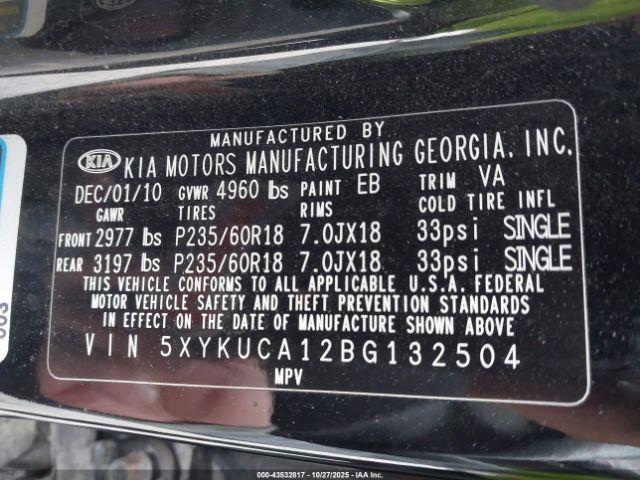 MANUFACTURED BY
KIA KIA MOTORS MANUFACTURING GEORGIA, INC.
DEC/01/10 GVWR 4960 lbs PAINT EB TRIM VA
GAWR TIRES RIMS COLD TIRE INFL
FRONT 2977 lbs P235/60R18 7.0JX18 33psi SINGLE
REAR 3197 lbs P235/60R18 7.0JX18 33psi SINGLE
THIS VEHICLE CONFORMS TO ALL APPLICABLE U.S.A. FEDERAL
MOTOR VEHICLE SAFETY AND THEFT PREVENTION STANDARDS
IN EFFECT ON THE DATE OF MANUFACTURE SHOWN ABOVE
VIN 5XYKUCA12BG132504
MPV
000-43532817 - 10/27/2025 - IAAI.COM